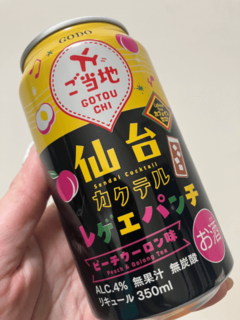 GODO
ご当地
GOTOU
CHI
仙台
Sendai Cocktail
カクテル
レゲエパンチ
ピーチウーロン味
Peach & Oolong Tea
お酒
ALC.4% 無果汁 無炭酸
リキュール 350ml